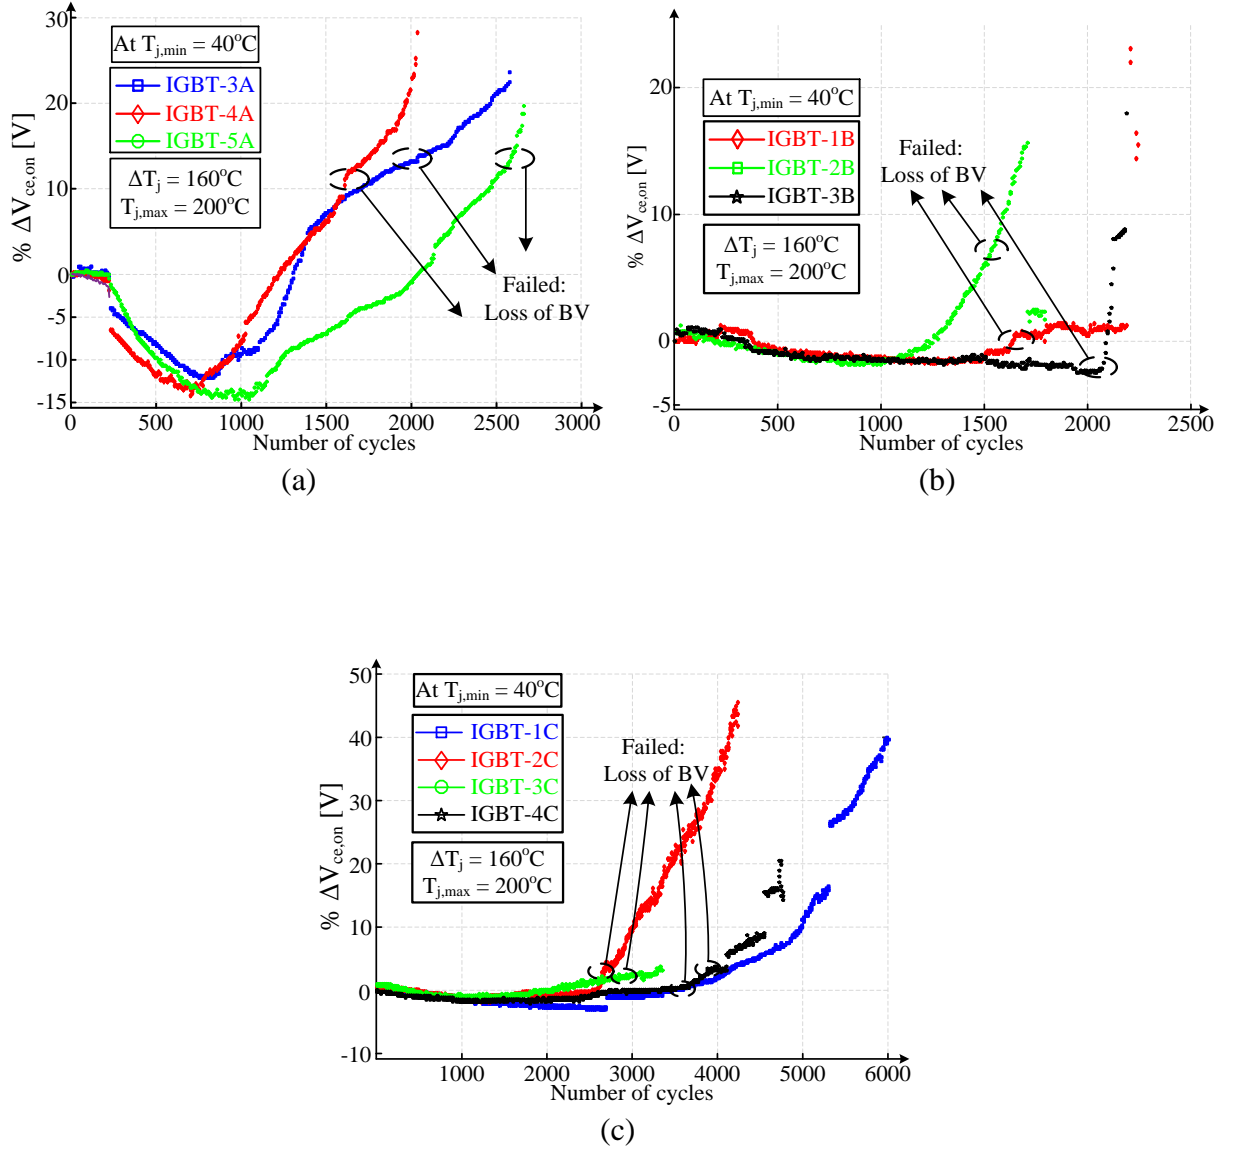 30
20
10
0
-5
-10
-15
% ΔV_ce,on [V]
At T_j,min = 40°C
IGBT-3A
IGBT-4A
IGBT-5A
ΔT_j = 160°C
T_j,max = 200°C
Failed:
Loss of BV
0 500 1000 1500 2000 2500 3000
Number of cycles
(a)
20
10
0
-5
% ΔV_ce,on [V]
At T_j,min = 40°C
IGBT-1B
IGBT-2B
IGBT-3B
ΔT_j = 160°C
T_j,max = 200°C
Failed:
Loss of BV
0 500 1000 1500 2000 2500
Number of cycles
(b)
50
40
30
20
10
0
-10
% ΔV_ce,on [V]
At T_j,min = 40°C
IGBT-1C
IGBT-2C
IGBT-3C
IGBT-4C
ΔT_j = 160°C
T_j,max = 200°C
Failed:
Loss of BV
1000 2000 3000 4000 5000 6000
Number of cycles
(c)